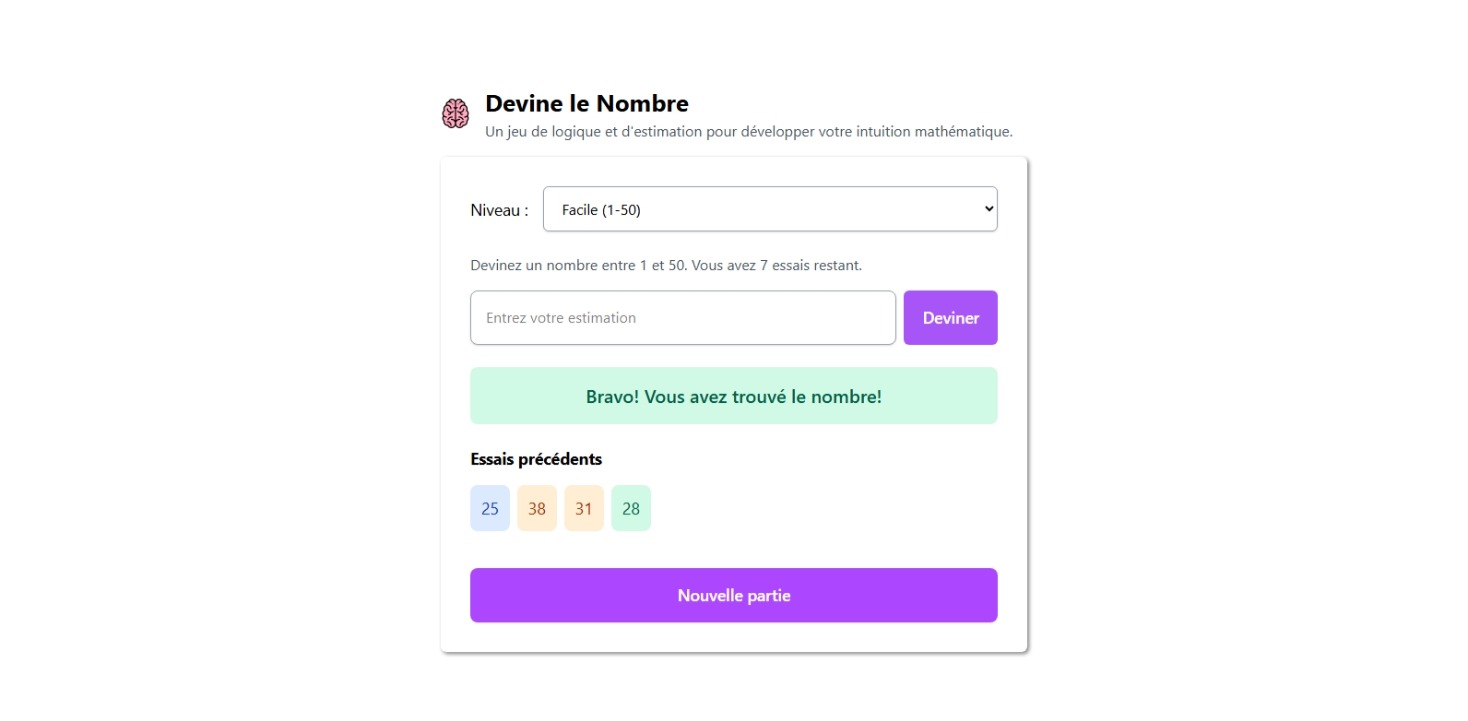 Devine le Nombre
Un jeu de logique et d'estimation pour développer votre intuition mathématique.
Niveau :
Facile (1-50)
Devinez un nombre entre 1 et 50. Vous avez 7 essais restant.
Entrez votre estimation
Deviner
Bravo! Vous avez trouvé le nombre!
Essais précédents
25 38 31 28
Nouvelle partie